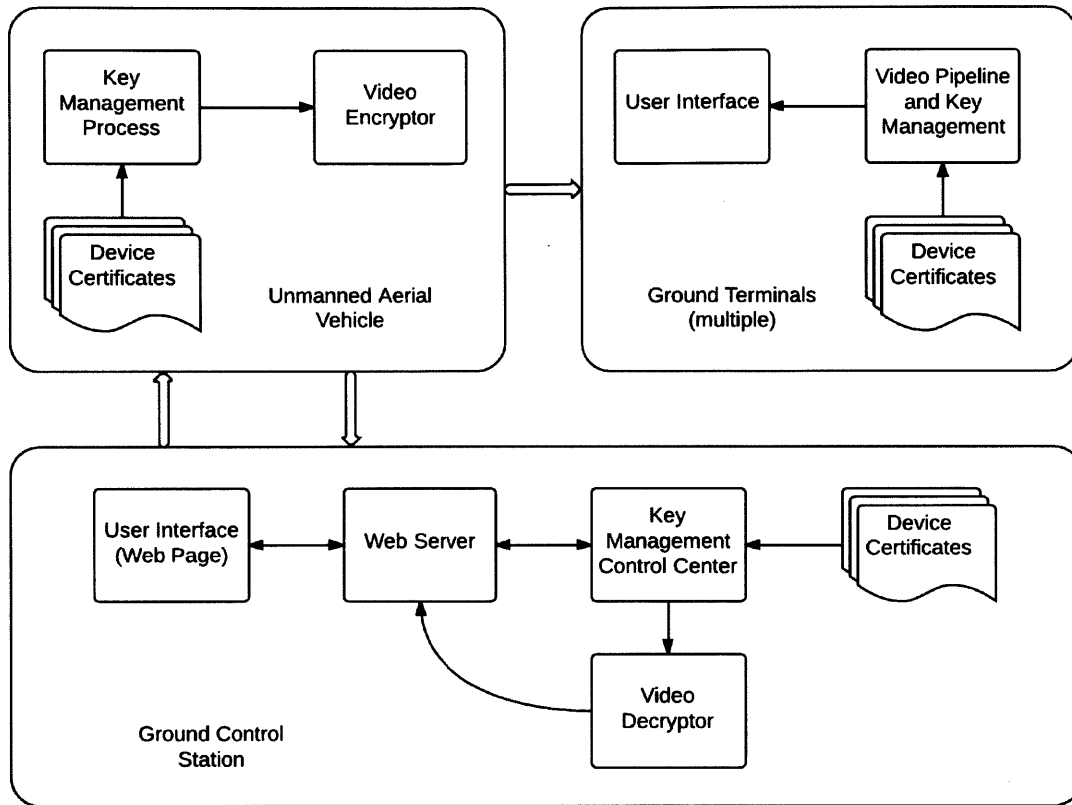 Key
Management
Process
Video
Encryptor
Device
Certificates
Unmanned Aerial
Vehicle
User Interface
Video Pipeline
and Key
Management
Device
Certificates
Ground Terminals
(multiple)
User Interface
(Web Page)
Web Server
Key
Management
Control Center
Device
Certificates
Video
Decryptor
Ground Control
Station